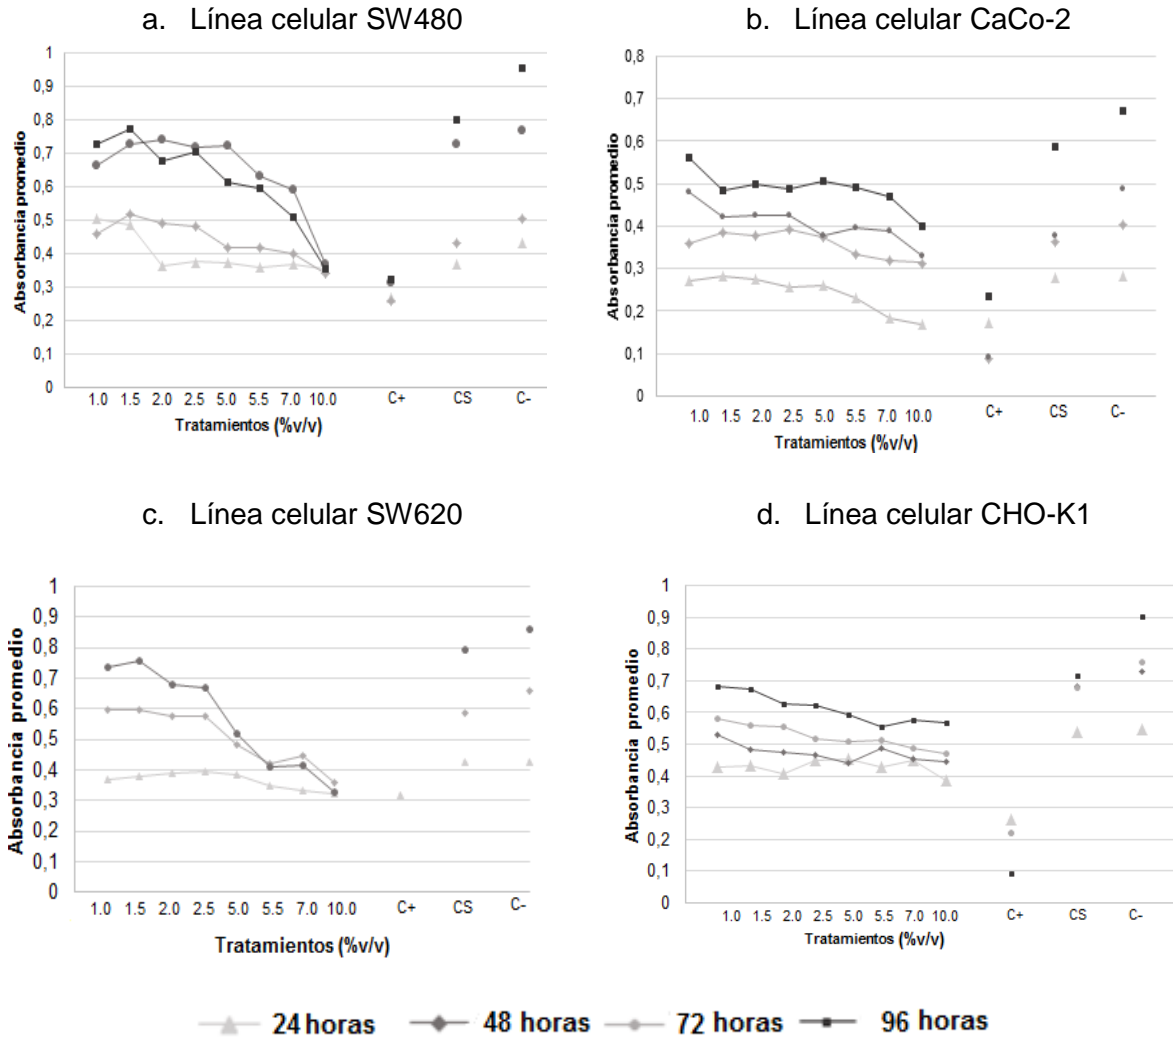 a. Línea celular SW480
1
0,9
0,8
0,7
0,6
0,5
0,4
0,3
0,2
0,1
0
Absorbancia promedio
1.0 1.5 2.0 2.5 5.0 5.5 7.0 10.0 C+ CS C-
Tratamientos (%v/v)
b. Línea celular CaCo-2
0,8
0,7
0,6
0,5
0,4
0,3
0,2
0,1
0
Absorbancia promedio
1.0 1.5 2.0 2.5 5.0 5.5 7.0 10.0 C+ CS C-
Tratamientos (%v/v)
c. Línea celular SW620
1
0,9
0,8
0,7
0,6
0,5
0,4
0,3
0,2
0,1
0
Absorbancia promedio
1.0 1.5 2.0 2.5 5.0 5.5 7.0 10.0 C+ CS C-
Tratamientos (%v/v)
d. Línea celular CHO-K1
1
0,9
0,8
0,7
0,6
0,5
0,4
0,3
0,2
0,1
0
Absorbancia promedio
1.0 1.5 2.0 2.5 5.0 5.5 7.0 10.0 C+ CS C-
Tratamientos (%v/v)
24 horas 48 horas 72 horas 96 horas